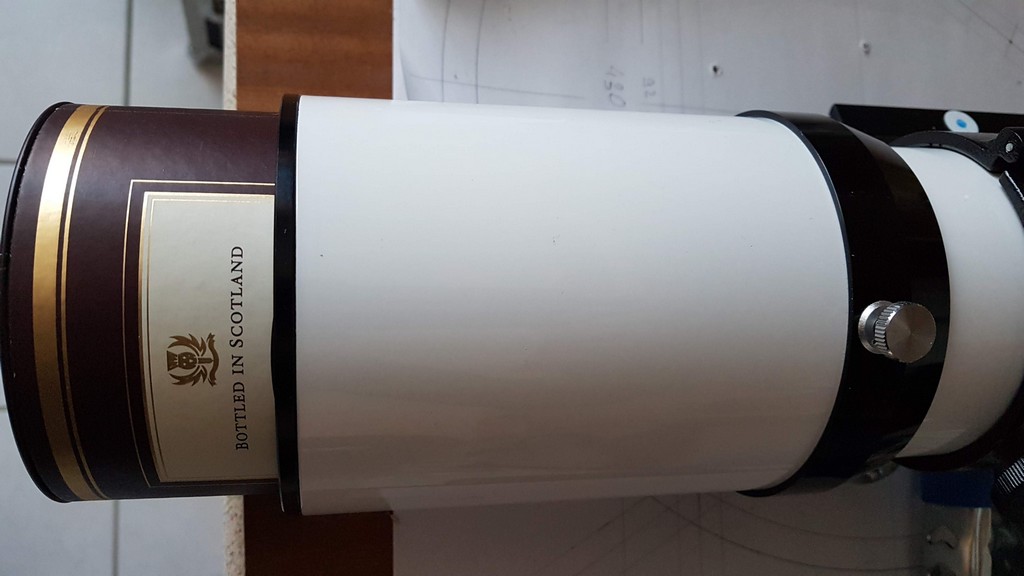 BOTTLED IN SCOTLAND